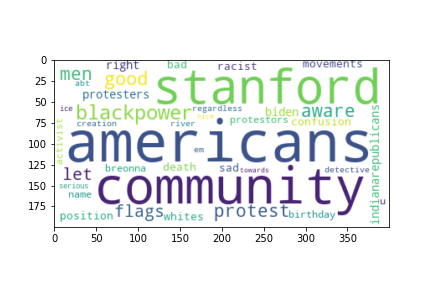 0
25
50
75
100
125
150
175
right bad racist movements
men good stanford
abt
protesters
ice blackpower regardless biden aware
nice
creation river protestors confusion
activist
americans
em
indianarepublicans
let breonna death sad towards detective
serious community
name u
position flags whites protest birthday
0 50 100 150 200 250 300 350